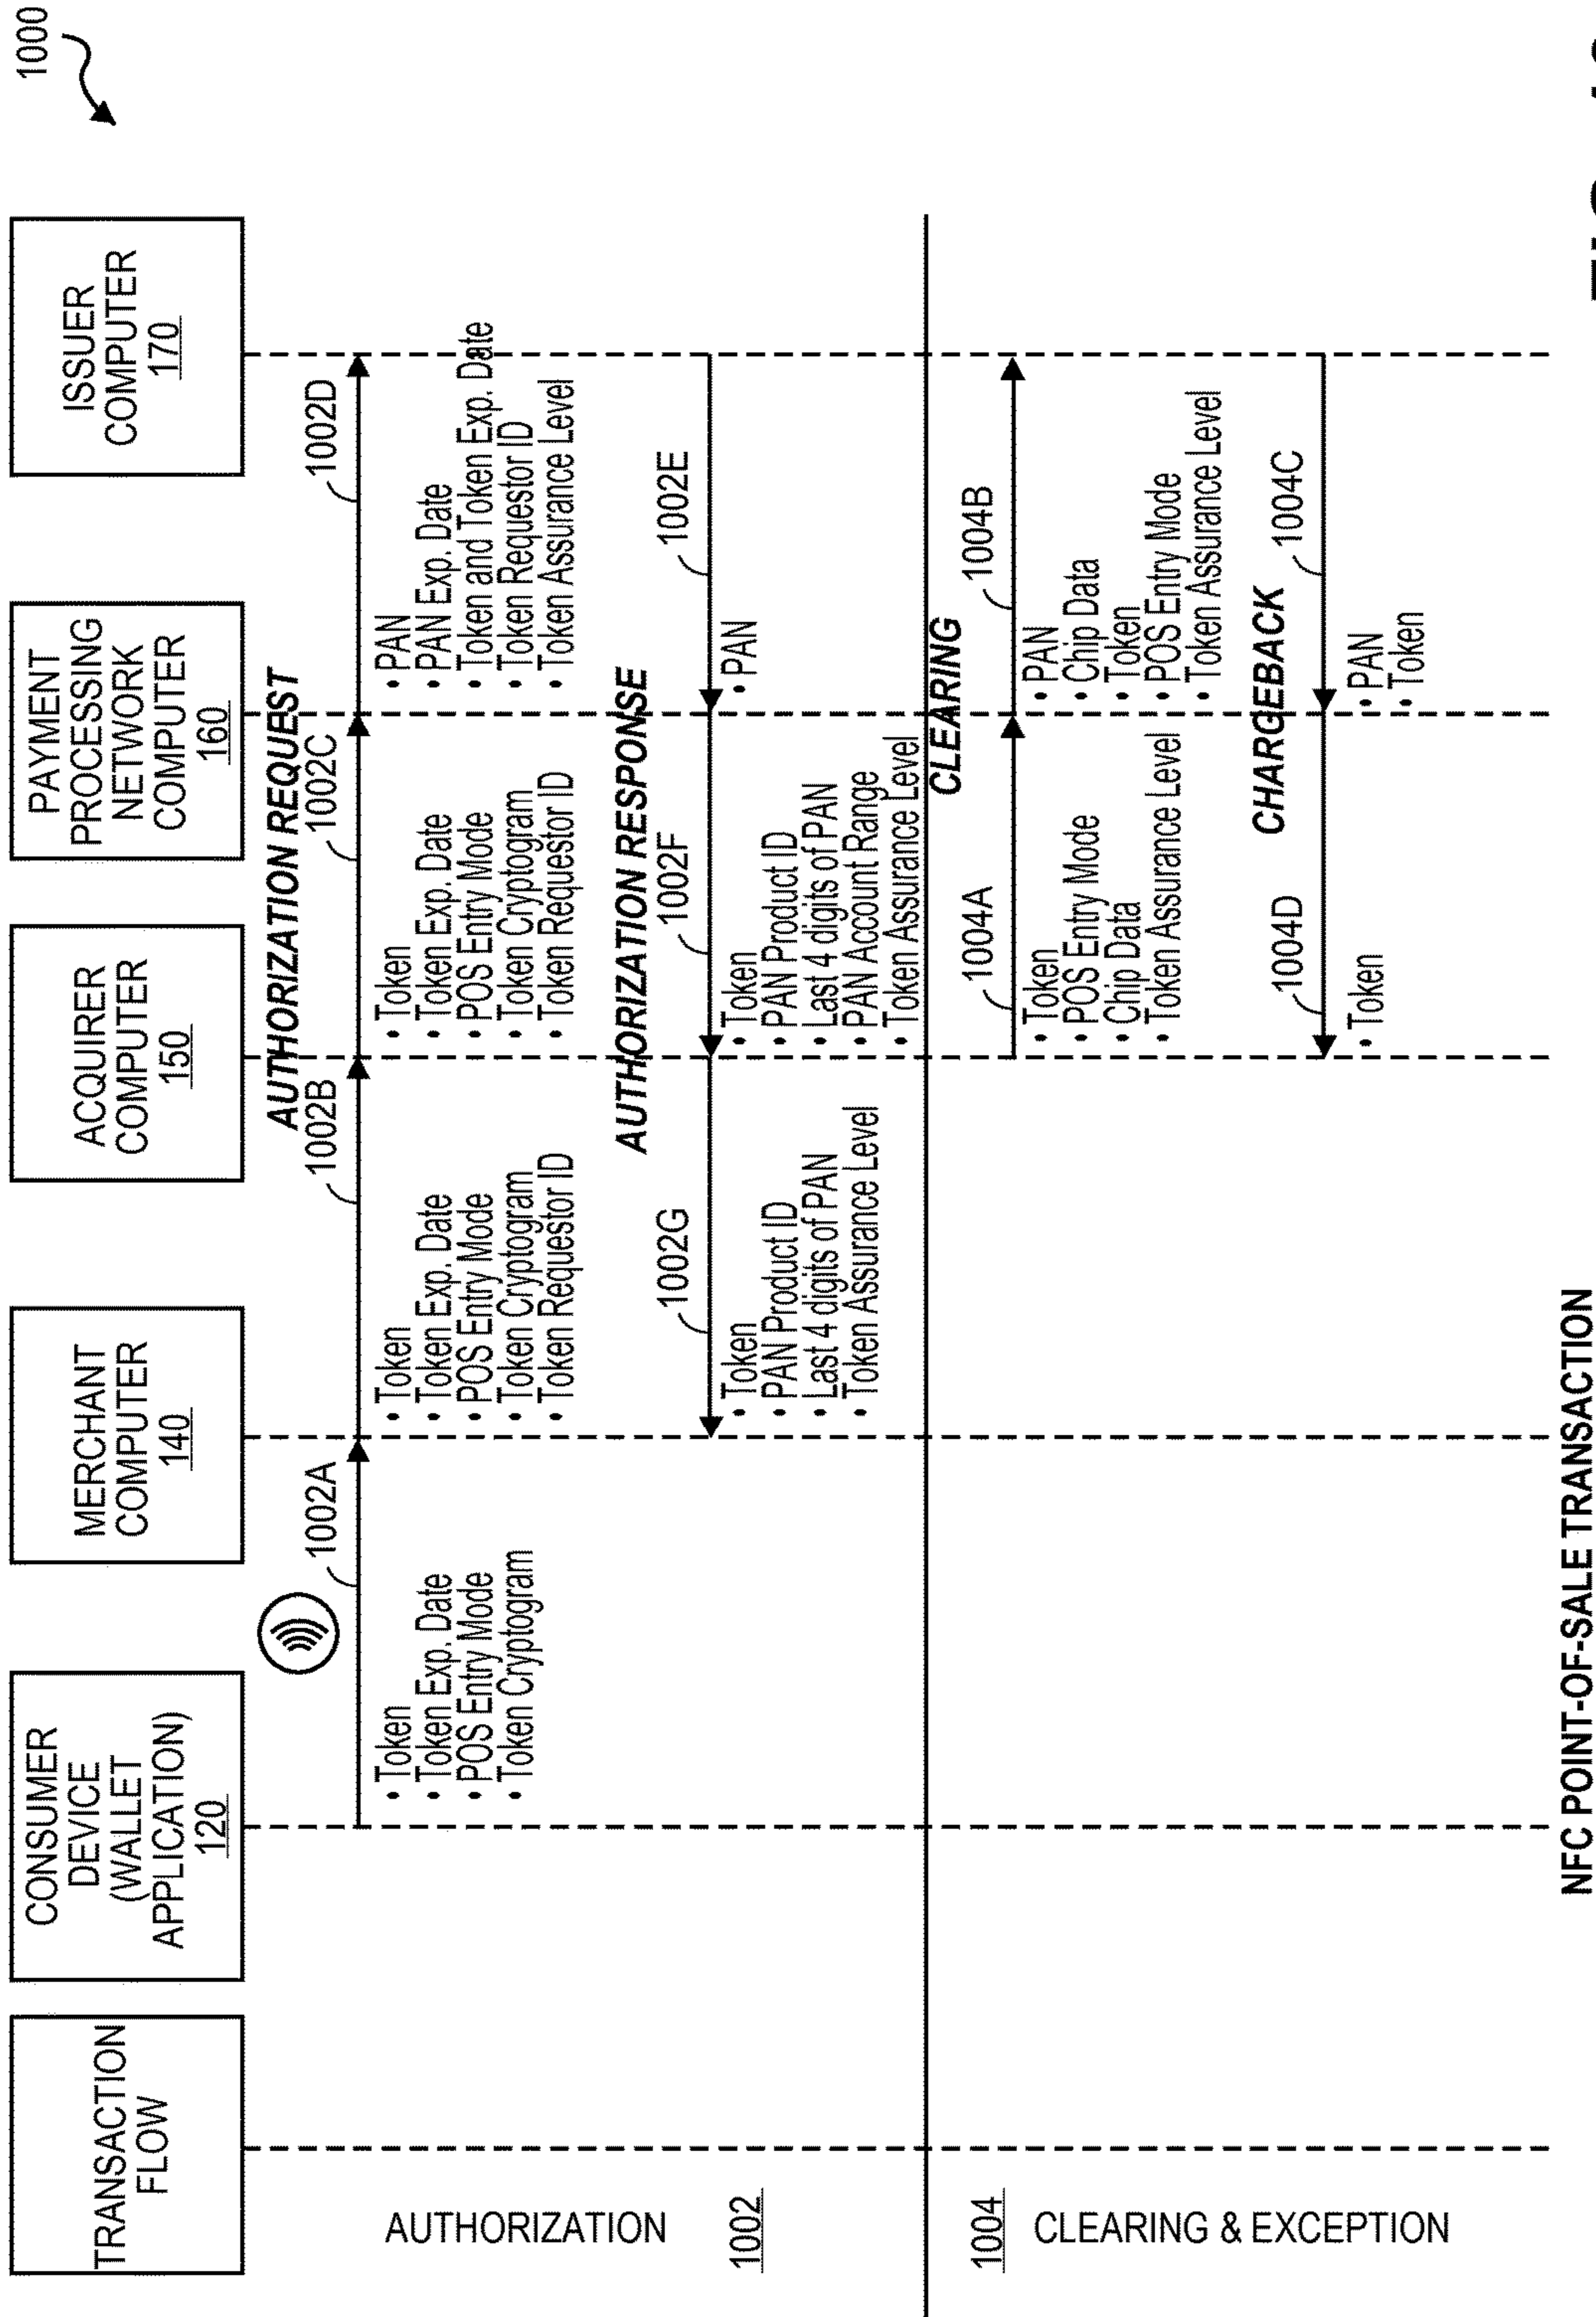 1000
TRANSACTION
FLOW
CONSUMER
DEVICE
(WALLET
APPLICATION)
120
MERCHANT
COMPUTER
140
ACQUIRER
COMPUTER
150
PAYMENT
PROCESSING
NETWORK
COMPUTER
160
ISSUER
COMPUTER
170
AUTHORIZATION
1002
AUTHORIZATION REQUEST
1002A
• Token
• Token Exp. Date
• POS Entry Mode
• Token Cryptogram
1002B
• Token
• Token Exp. Date
• POS Entry Mode
• Token Cryptogram
• Token Requestor ID
1002C
• Token
• Token Exp. Date
• POS Entry Mode
• Token Cryptogram
• Token Requestor ID
1002D
• PAN
• PAN Exp. Date
• Token and Token Exp. Date
• Token Requestor ID
• Token Assurance Level
AUTHORIZATION RESPONSE
1002G
• Token
• PAN Product ID
• Last 4 digits of PAN
• Token Assurance Level
1002F
• Token
• PAN Product ID
• Last 4 digits of PAN
• PAN Account Range
• Token Assurance Level
1002E
• PAN
1004
CLEARING & EXCEPTION
CLEARING
1004A
• Token
• POS Entry Mode
• Chip Data
• Token Assurance Level
1004B
• PAN
• Chip Data
• Token
• POS Entry Mode
• Token Assurance Level
CHARGEBACK
1004D
• Token
1004C
• PAN
• Token
NFC POINT-OF-SALE TRANSACTION